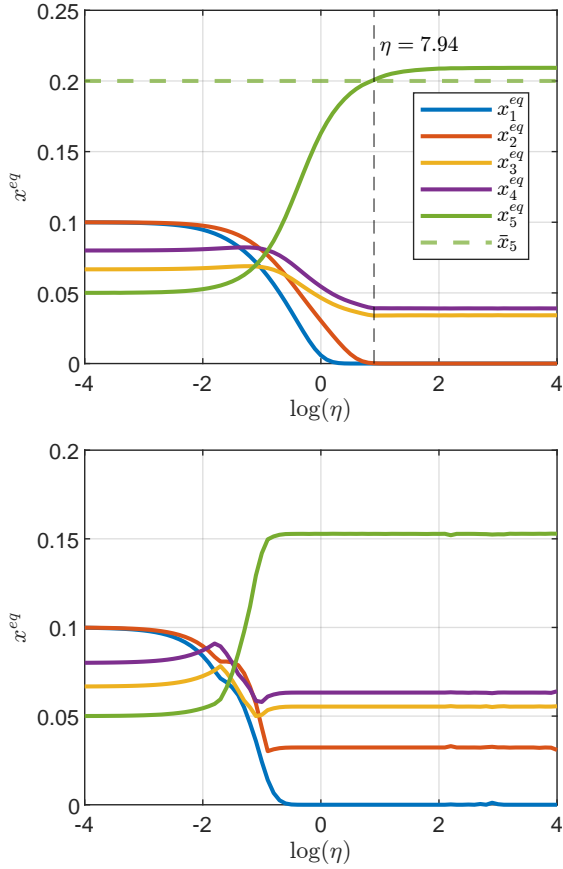 0.25
η = 7.94
0.2
x_1^{eq}
x_2^{eq}
0.15
x_3^{eq}
x^{eq}
x_4^{eq}
x_5^{eq}
0.1
x̄_5
0.05
0
-4 -2 0 2 4
log(η)
0.2
0.15
x^{eq}
0.1
0.05
0
-4 -2 0 2 4
log(η)